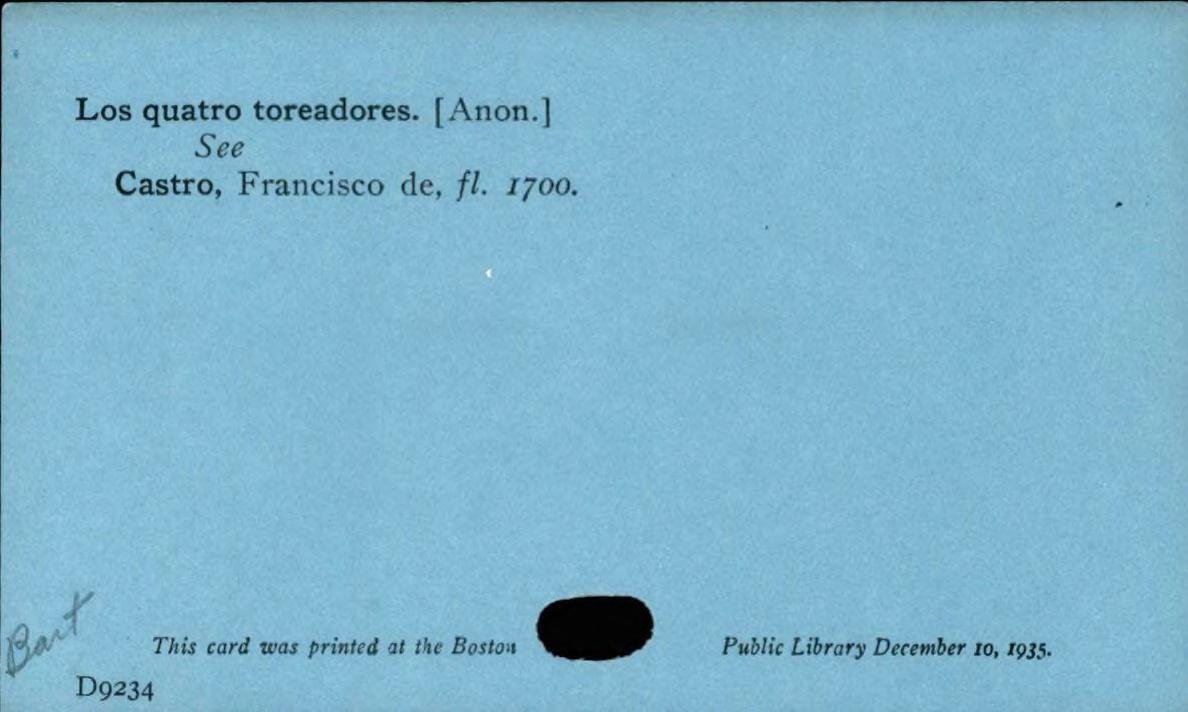 Los quatro toreadores. [Anon.]
See
Castro, Francisco de, fl. 1700.
Bart
This card was printed at the Boston Public Library December 10, 1935.
D9234